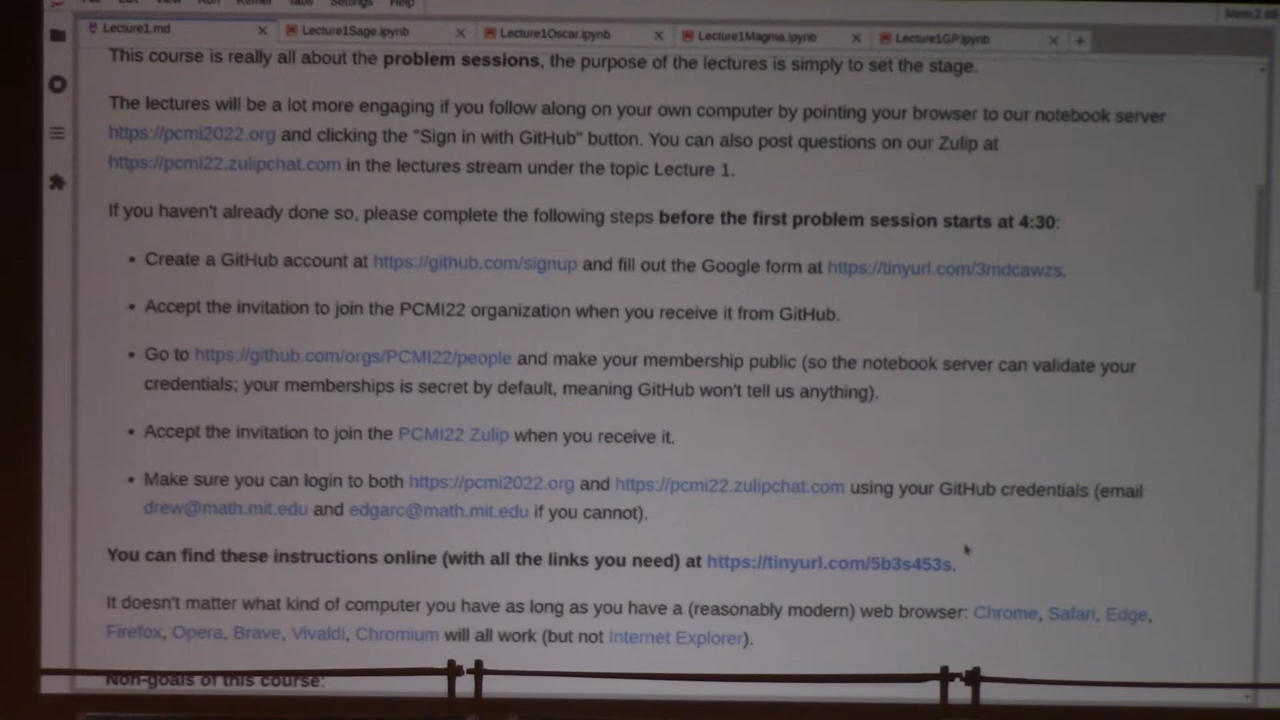 Run Kernel Tabs Settings Help
Lecture1.md Lecture1Sage.ipynb Lecture1Oscar.ipynb Lecture1Magma.ipynb Lecture1GP.ipynb
This course is really all about the problem sessions, the purpose of the lectures is simply to set the stage.
The lectures will be a lot more engaging if you follow along on your own computer by pointing your browser to our notebook server
https://pcmi2022.org and clicking the "Sign in with GitHub" button. You can also post questions on our Zulip at
https://pcmi22.zulipchat.com in the lectures stream under the topic Lecture 1.
If you haven't already done so, please complete the following steps before the first problem session starts at 4:30:
• Create a GitHub account at https://github.com/signup and fill out the Google form at https://tinyurl.com/3mdcawzs.
• Accept the invitation to join the PCMI22 organization when you receive it from GitHub.
• Go to https://github.com/orgs/PCMI22/people and make your membership public (so the notebook server can validate your
credentials; your memberships is secret by default, meaning GitHub won't tell us anything).
• Accept the invitation to join the PCMI22 Zulip when you receive it.
• Make sure you can login to both https://pcmi2022.org and https://pcmi22.zulipchat.com using your GitHub credentials (email
drew@math.mit.edu and edgarc@math.mit.edu if you cannot).
You can find these instructions online (with all the links you need) at https://tinyurl.com/5b3s453s.
It doesn't matter what kind of computer you have as long as you have a (reasonably modern) web browser: Chrome, Safari, Edge,
Firefox, Opera, Brave, Vivaldi, Chromium will all work (but not Internet Explorer).
Non-goals of this course: